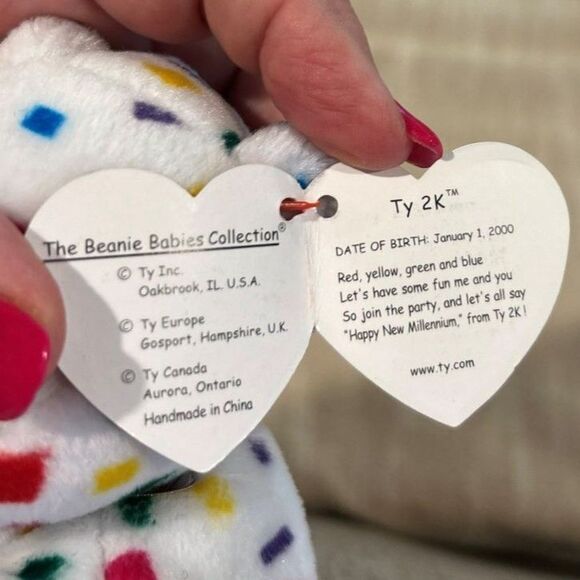 The Beanie Babies Collection®
© Ty Inc.
Oakbrook, IL. U.S.A.
© Ty Europe
Gosport, Hampshire, U.K.
© Ty Canada
Aurora, Ontario
Handmade in China
Ty 2K™
DATE OF BIRTH: January 1, 2000
Red, yellow, green and blue
Let's have some fun me and you
So join the party, and let's all say
"Happy New Millennium," from Ty 2K!
www.ty.com